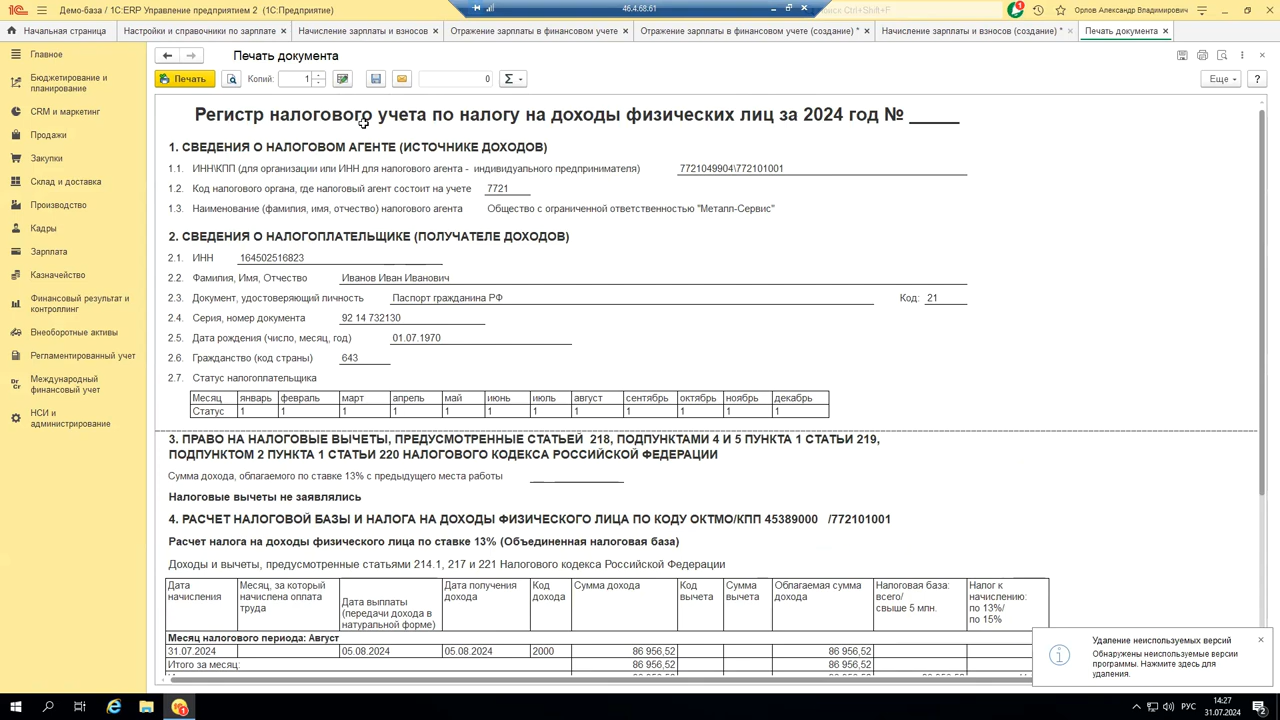 Демо-база / 1С:ERP Управление предприятием 2 (1С:Предприятие)
46.4.68.61
Ctrl+Shift+F
Орлов Александр Владимирович
Начальная страница
Настройки и справочники по зарплате
Начисление зарплаты и взносов
Отражение зарплаты в финансовом учете
Отражение зарплаты в финансовом учете (создание) *
Начисление зарплаты и взносов (создание) *
Печать документа
Главное
Бюджетирование и
планирование
CRM и маркетинг
Продажи
Закупки
Склад и доставка
Производство
Кадры
Зарплата
Казначейство
Финансовый результат и
контроллинг
Внеоборотные активы
Регламентированный учет
Международный
финансовый учет
НСИ и
администрирование
Печать документа
Печать
Копий: 1
0
Σ
Еще
?
Регистр налогового учета по налогу на доходы физических лиц за 2024 год № _____
1. СВЕДЕНИЯ О НАЛОГОВОМ АГЕНТЕ (ИСТОЧНИКЕ ДОХОДОВ)
1.1. ИНН\КПП (для организации или ИНН для налогового агента - индивидуального предпринимателя) 7721049904\772101001
1.2. Код налогового органа, где налоговый агент состоит на учете 7721
1.3. Наименование (фамилия, имя, отчество) налогового агента Общество с ограниченной ответственностью "Металл-Сервис"
2. СВЕДЕНИЯ О НАЛОГОПЛАТЕЛЬЩИКЕ (ПОЛУЧАТЕЛЕ ДОХОДОВ)
2.1. ИНН 164502516823
2.2. Фамилия, Имя, Отчество Иванов Иван Иванович
2.3. Документ, удостоверяющий личность Паспорт гражданина РФ Код: 21
2.4. Серия, номер документа 92 14 732130
2.5. Дата рождения (число, месяц, год) 01.07.1970
2.6. Гражданство (код страны) 643
2.7. Статус налогоплательщика
Месяц январь февраль март апрель май июнь июль август сентябрь октябрь ноябрь декабрь
Статус 1 1 1 1 1 1 1 1 1 1 1 1
3. ПРАВО НА НАЛОГОВЫЕ ВЫЧЕТЫ, ПРЕДУСМОТРЕННЫЕ СТАТЬЕЙ 218, ПОДПУНКТАМИ 4 И 5 ПУНКТА 1 СТАТЬИ 219,
ПОДПУНКТОМ 2 ПУНКТА 1 СТАТЬИ 220 НАЛОГОВОГО КОДЕКСА РОССИЙСКОЙ ФЕДЕРАЦИИ
Сумма дохода, облагаемого по ставке 13% с предыдущего места работы
Налоговые вычеты не заявлялись
4. РАСЧЕТ НАЛОГОВОЙ БАЗЫ И НАЛОГА НА ДОХОДЫ ФИЗИЧЕСКОГО ЛИЦА ПО КОДУ ОКТМО/КПП 45389000 /772101001
Расчет налога на доходы физического лица по ставке 13% (Объединенная налоговая база)
Доходы и вычеты, предусмотренные статьями 214.1, 217 и 221 Налогового кодекса Российской Федерации
Дата начисления Месяц, за который начислена оплата труда Дата выплаты (передачи дохода в натуральной форме) Дата получения дохода Код дохода Сумма дохода Код вычета Сумма вычета Облагаемая сумма дохода Налоговая база: всего/ свыше 5 млн. Налог к начислению: по 13%/ по 15%
Месяц налогового периода: Август
31.07.2024 05.08.2024 05.08.2024 2000 86 956,52 86 956,52
Итого за месяц: 86 956,52 86 956,52
Удаление неиспользуемых версий
Обнаружены неиспользуемые версии
программы. Нажмите здесь для
удаления.
РУС
14:27
31.07.2024
2